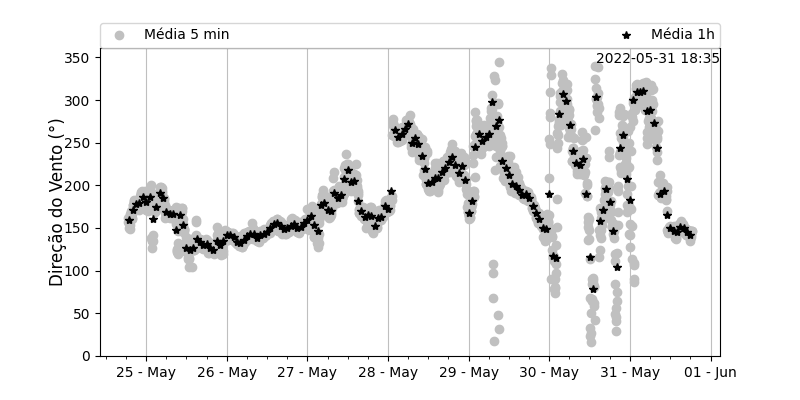 Média 5 min
Média 1h
2022-05-31 18:35
Direção do Vento (°)
350
300
250
200
150
100
50
0
25 - May
26 - May
27 - May
28 - May
29 - May
30 - May
31 - May
01 - Jun